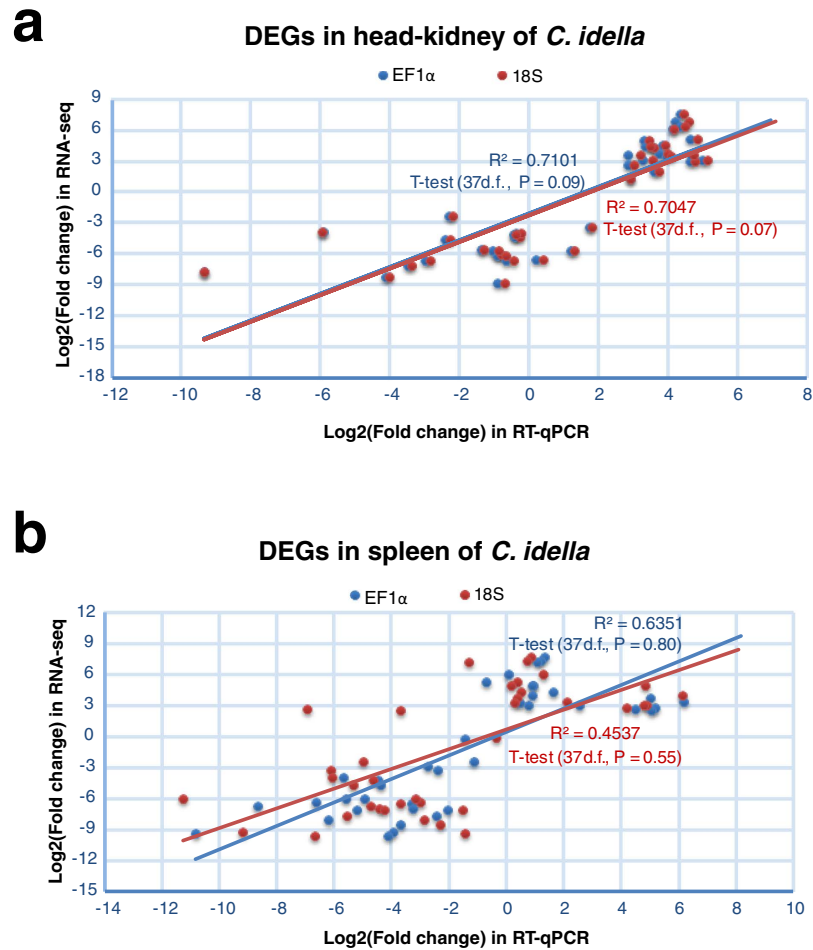 a
DEGs in head-kidney of C. idella
EF1α 18S
9
6
3
0
-3
-6
-9
-12
-15
-18
Log2(Fold change) in RNA-seq
R² = 0.7101
T-test (37d.f., P = 0.09)
R² = 0.7047
T-test (37d.f., P = 0.07)
-12 -10 -8 -6 -4 -2 0 2 4 6 8
Log2(Fold change) in RT-qPCR
b
DEGs in spleen of C. idella
EF1α 18S
12
9
6
3
0
-3
-6
-9
-12
-15
Log2(Fold change) in RNA-seq
R² = 0.6351
T-test (37d.f., P = 0.80)
R² = 0.4537
T-test (37d.f., P = 0.55)
-14 -12 -10 -8 -6 -4 -2 0 2 4 6 8 10
Log2(Fold change) in RT-qPCR